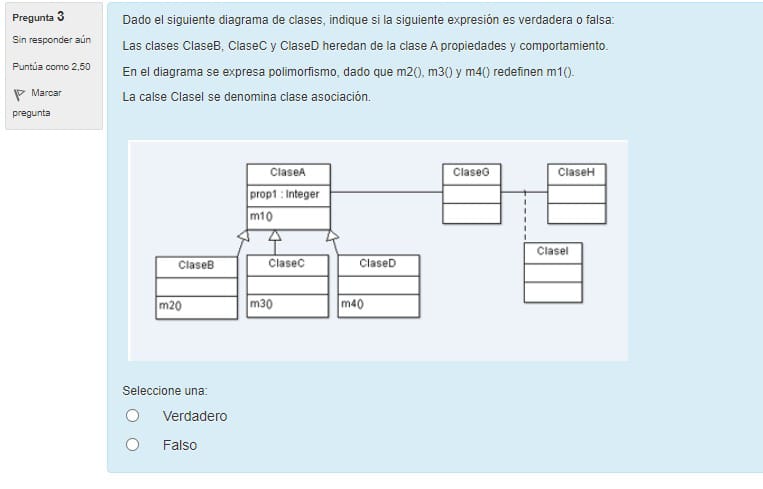 Pregunta 3
Sin responder aún
Puntúa como 2,50
Marcar
pregunta
Dado el siguiente diagrama de clases, indique si la siguiente expresión es verdadera o falsa:
Las clases ClaseB, ClaseC y ClaseD heredan de la clase A propiedades y comportamiento.
En el diagrama se expresa polimorfismo, dado que m2(), m3() y m4() redefinen m1().
La calse ClaseI se denomina clase asociación.
ClaseA
prop1 : Integer
m1()
ClaseG
ClaseH
ClaseB
m2()
ClaseC
m3()
ClaseD
m4()
ClaseI
Seleccione una:
Verdadero
Falso